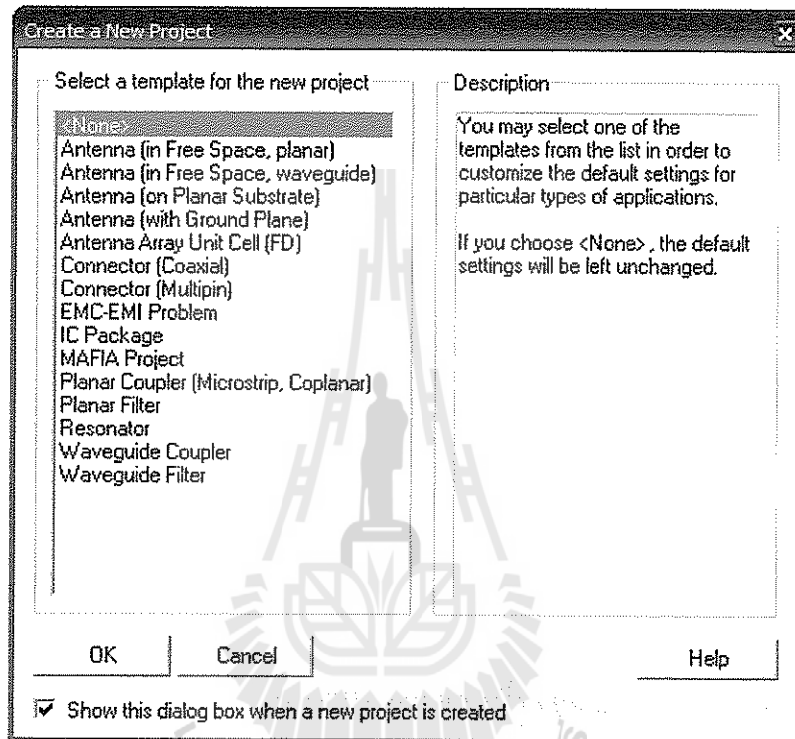 Create a New Project
Select a template for the new project
<None>
Antenna (in Free Space, planar)
Antenna (in Free Space, waveguide)
Antenna (on Planar Substrate)
Antenna (with Ground Plane)
Antenna Array Unit Cell (FD)
Connector (Coaxial)
Connector (Multipin)
EMC-EMI Problem
IC Package
MAFIA Project
Planar Coupler (Microstrip, Coplanar)
Planar Filter
Resonator
Waveguide Coupler
Waveguide Filter
Description
You may select one of the
templates from the list in order to
customize the default settings for
particular types of applications.
If you choose <None>, the default
settings will be left unchanged.
OK
Cancel
Help
Show this dialog box when a new project is created